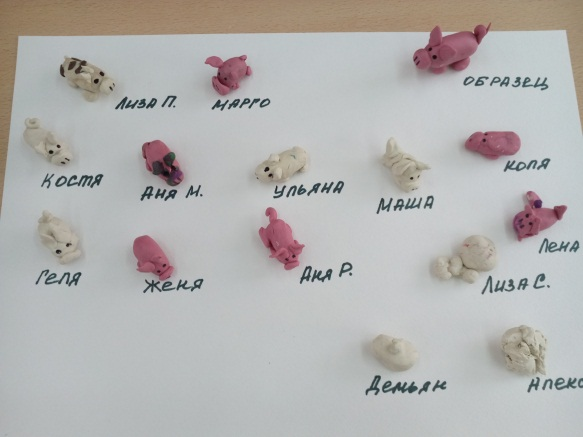 ЛИЗА П.
МАРГО
ОБРАЗЕЦ
КОСТЯ
АНЯ М.
УЛЬЯНА
МАША
КОЛЯ
ГЕЛЯ
ЖЕНЯ
АНЯ Р.
ЛИЗА С.
ЛЕНА
ДЕМЬЯН
АЛЕКС